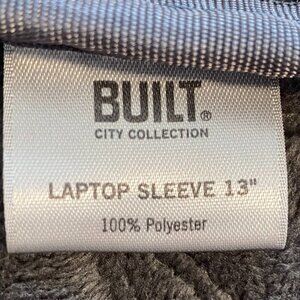 BUILT®
CITY COLLECTION
LAPTOP SLEEVE 13"
100% Polyester